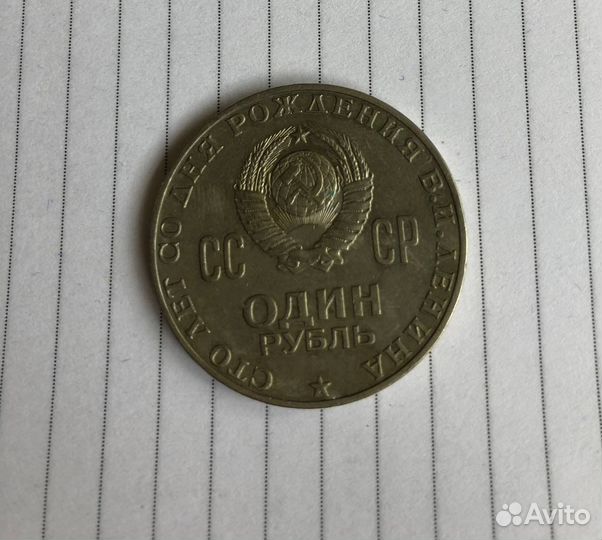 СТО ЛЕТ СО ДНЯ РОЖДЕНИЯ В.И. ЛЕНИНА
СС СР
ОДИН
РУБЛЬ
Avito